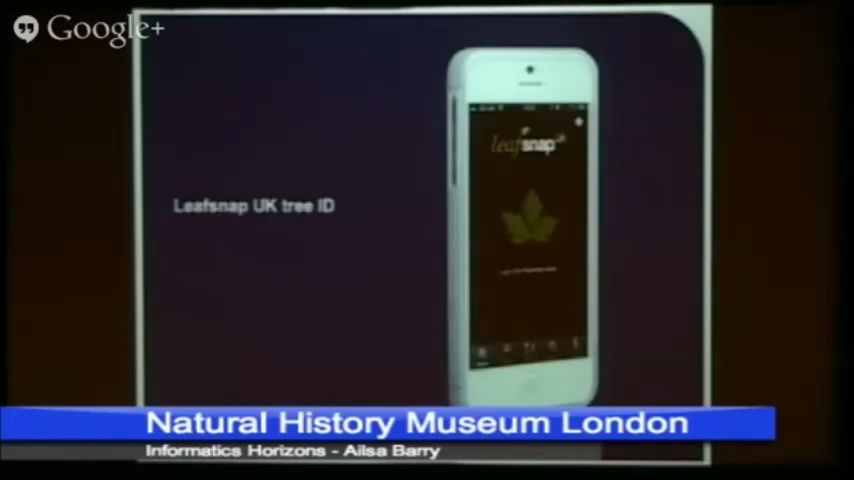 Google+
leafsnap
Leafsnap UK tree ID
Natural History Museum London
Informatics Horizons - Ailsa Barry